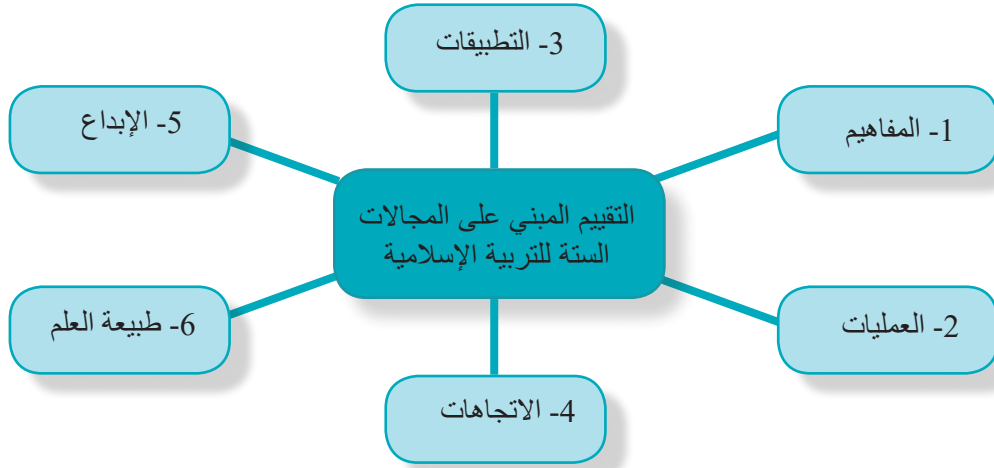 3- التطبيقات
1- المفاهيم
5- الإبداع
التقييم المبني على المجالات
الستة للتربية الإسلامية
2- العمليات
6- طبيعة العلم
4- الاتجاهات